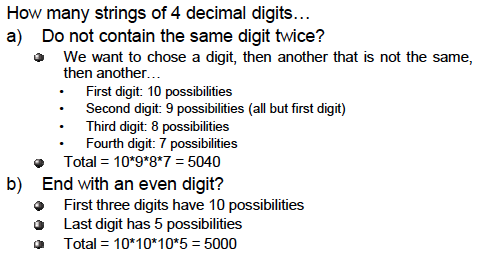 How many strings of 4 decimal digits…
a) Do not contain the same digit twice?
We want to chose a digit, then another that is not the same,
then another…
• First digit: 10 possibilities
• Second digit: 9 possibilities (all but first digit)
• Third digit: 8 possibilities
• Fourth digit: 7 possibilities
Total = 10*9*8*7 = 5040
b) End with an even digit?
First three digits have 10 possibilities
Last digit has 5 possibilities
Total = 10*10*10*5 = 5000